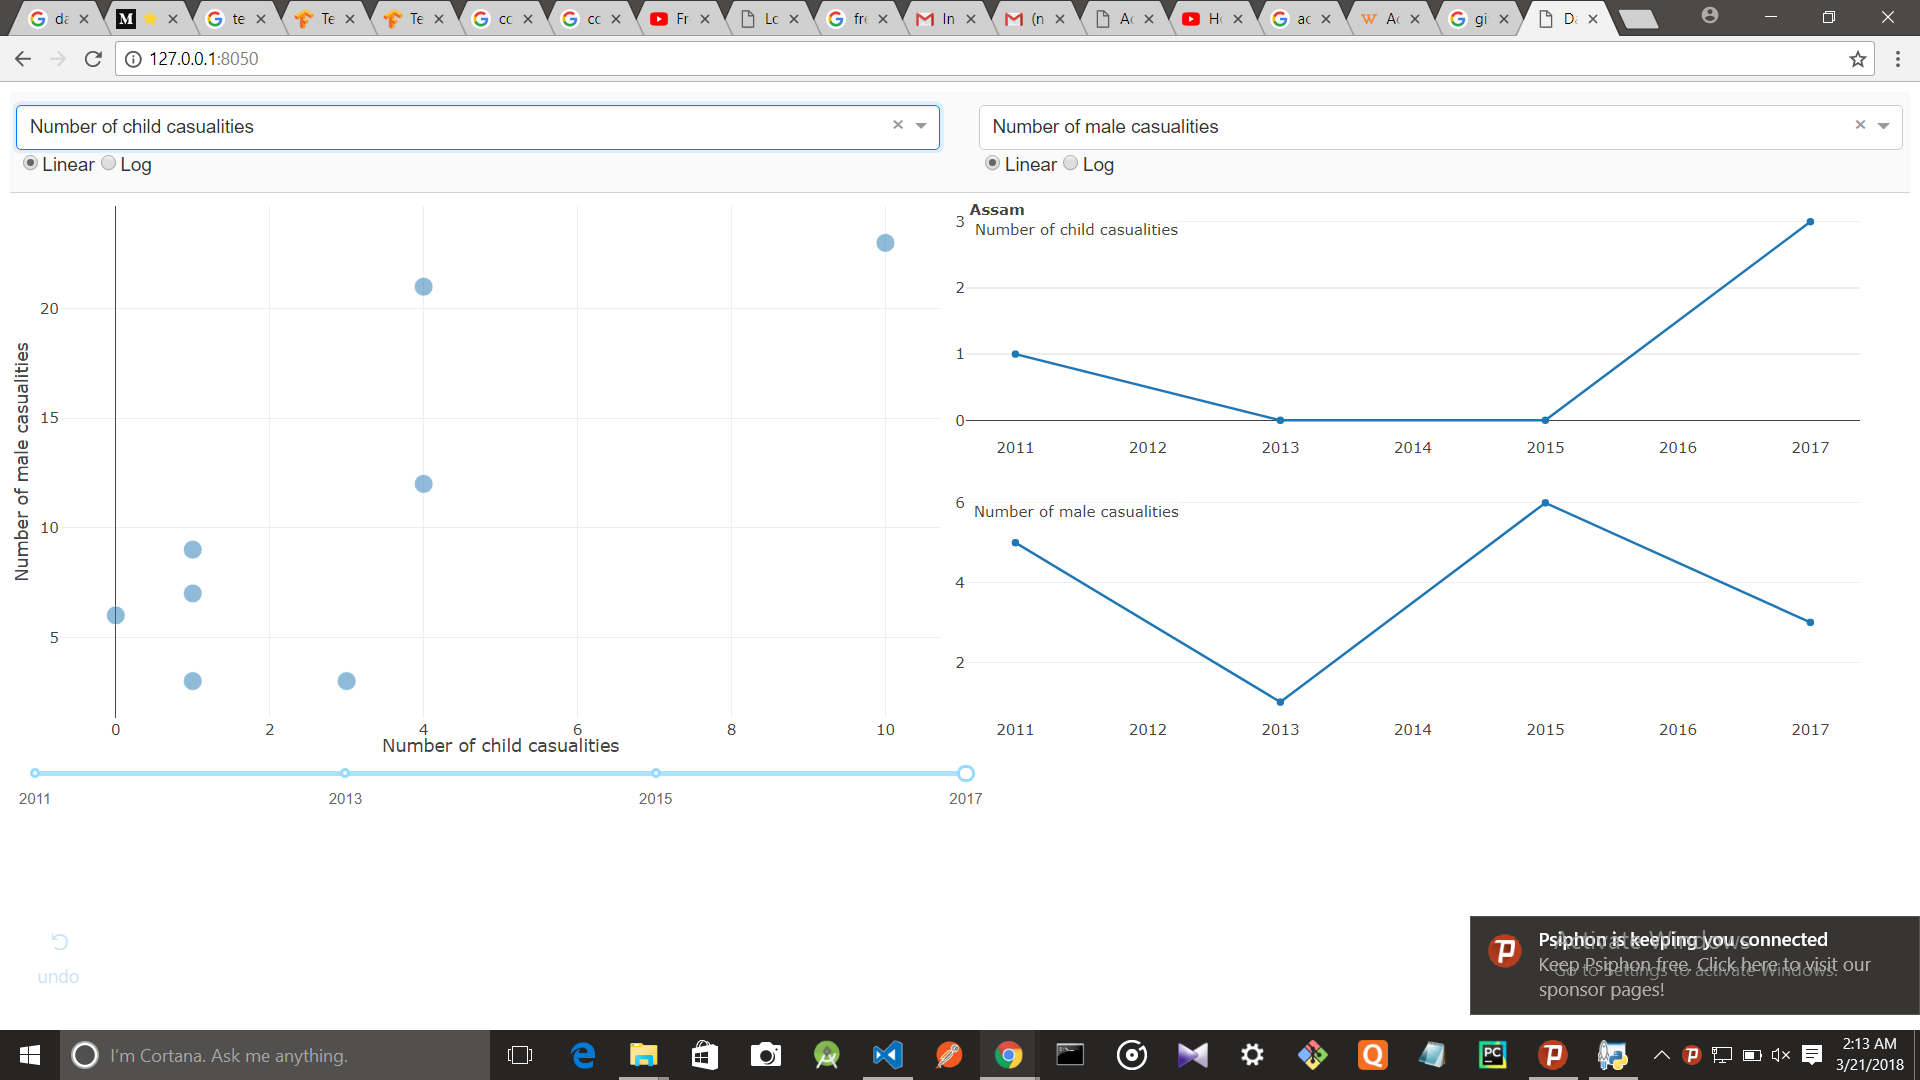 da
M
te
Te
Te
cc
cc
Fr
Lc
fre
In
(n
Ac
Hc
ac
Ac
gi
Da
127.0.0.1:8050
Number of child casualities
Linear Log
Number of male casualities
Linear Log
Number of male casualities
20
15
10
5
0 2 4 6 8 10
Number of child casualities
2011 2013 2015 2017
Assam
Number of child casualities
3
2
1
0
2011 2012 2013 2014 2015 2016 2017
Number of male casualities
6
4
2
2011 2012 2013 2014 2015 2016 2017
undo
Psiphon is keeping you connected
Keep Psiphon free. Click here to visit our
sponsor pages!
Activate Windows
Go to Settings to activate Windows.
I'm Cortana. Ask me anything.
2:13 AM
3/21/2018